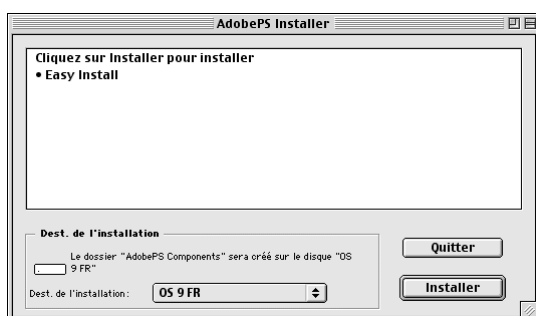 AdobePS Installer
Cliquez sur Installer pour installer
• Easy Install
Dest. de l'installation
Le dossier "AdobePS Components" sera créé sur le disque "OS
9 FR"
Dest. de l'installation :
OS 9 FR
Quitter
Installer